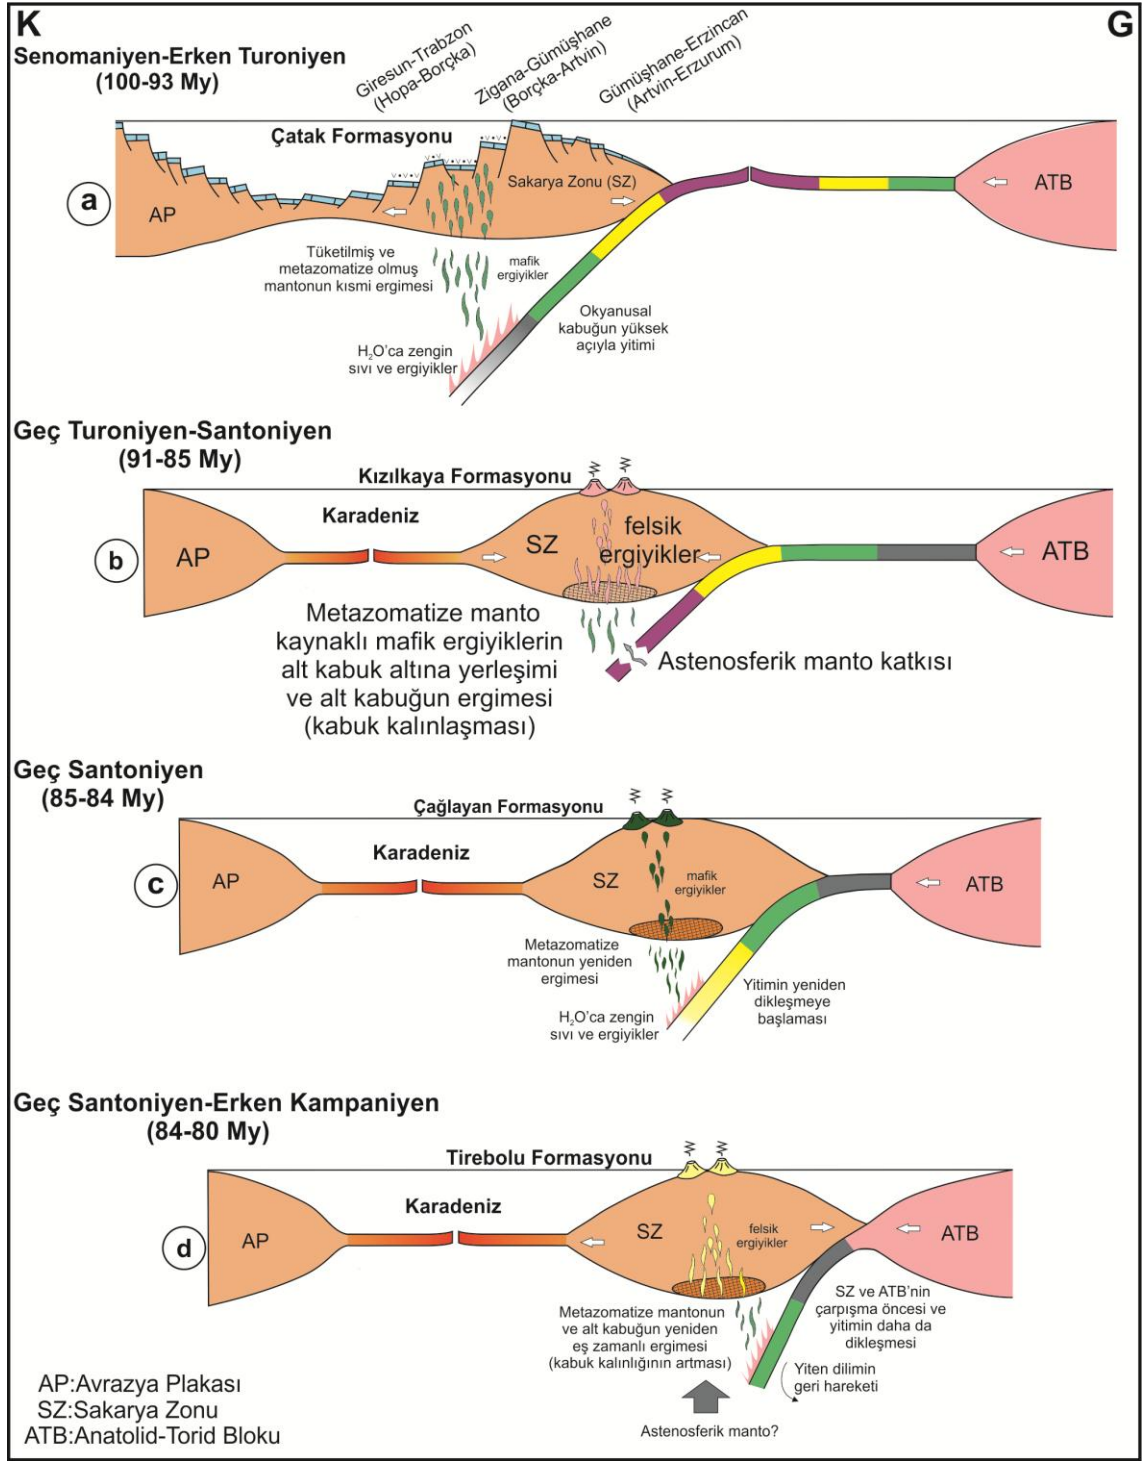 K
G
Senomaniyen-Erken Turoniyen
(100-93 My)
Giresun-Trabzon
(Hopa-Borçka)
Zigana-Gümüşhane
(Borçka-Artvin)
Gümüşhane-Erzincan
(Artvin-Erzurum)
Çatak Formasyonu
a
AP
Sakarya Zonu (SZ)
ATB
Tüketilmiş ve
metazomatize olmuş
mantonun kısmi ergimesi
mafik
ergiyikler
Okyanusal
kabuğun yüksek
açıyla yitimi
H₂O'ca zengin
sıvı ve ergiyikler
Geç Turoniyen-Santoniyen
(91-85 My)
Kızılkaya Formasyonu
Karadeniz
b
AP
SZ
felsik
ergiyikler
ATB
Metazomatize manto
kaynaklı mafik ergiyiklerin
alt kabuk altına yerleşimi
ve alt kabuğun ergimesi
(kabuk kalınlaşması)
Astenosferik manto katkısı
Geç Santoniyen
(85-84 My)
Çağlayan Formasyonu
Karadeniz
c
AP
SZ
mafik
ergiyikler
ATB
Metazomatize
mantonun yeniden
ergimesi
Yitimin yeniden
dikleşmeye
başlaması
H₂O'ca zengin
sıvı ve ergiyikler
Geç Santoniyen-Erken Kampaniyen
(84-80 My)
Tirebolu Formasyonu
Karadeniz
d
AP
SZ
felsik
ergiyikler
ATB
Metazomatize mantonun
ve alt kabuğun yeniden
eş zamanlı ergimesi
(kabuk kalınlığının artması)
SZ ve ATB'nin
çarpışma öncesi ve
yitimin daha da
dikleşmesi
Yiten dilimin
geri hareketi
Astenosferik manto?
AP:Avrazya Plakası
SZ:Sakarya Zonu
ATB:Anatolid-Torid Bloku